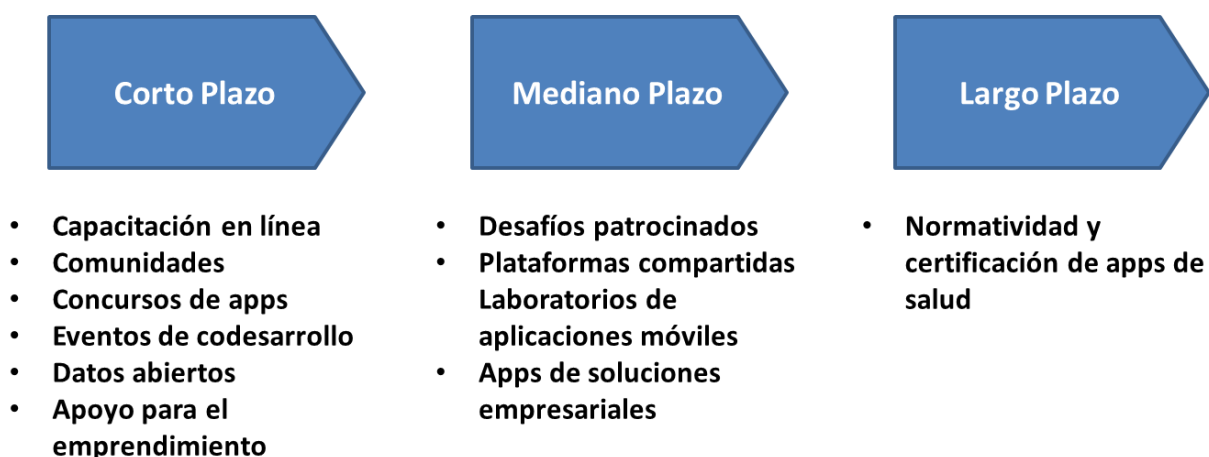 Corto Plazo
Mediano Plazo
Largo Plazo
• Capacitación en línea
• Comunidades
• Concursos de apps
• Eventos de codesarrollo
• Datos abiertos
• Apoyo para el
emprendimiento
• Desafíos patrocinados
• Plataformas compartidas
Laboratorios de
aplicaciones móviles
• Apps de soluciones
empresariales
• Normatividad y
certificación de apps de
salud